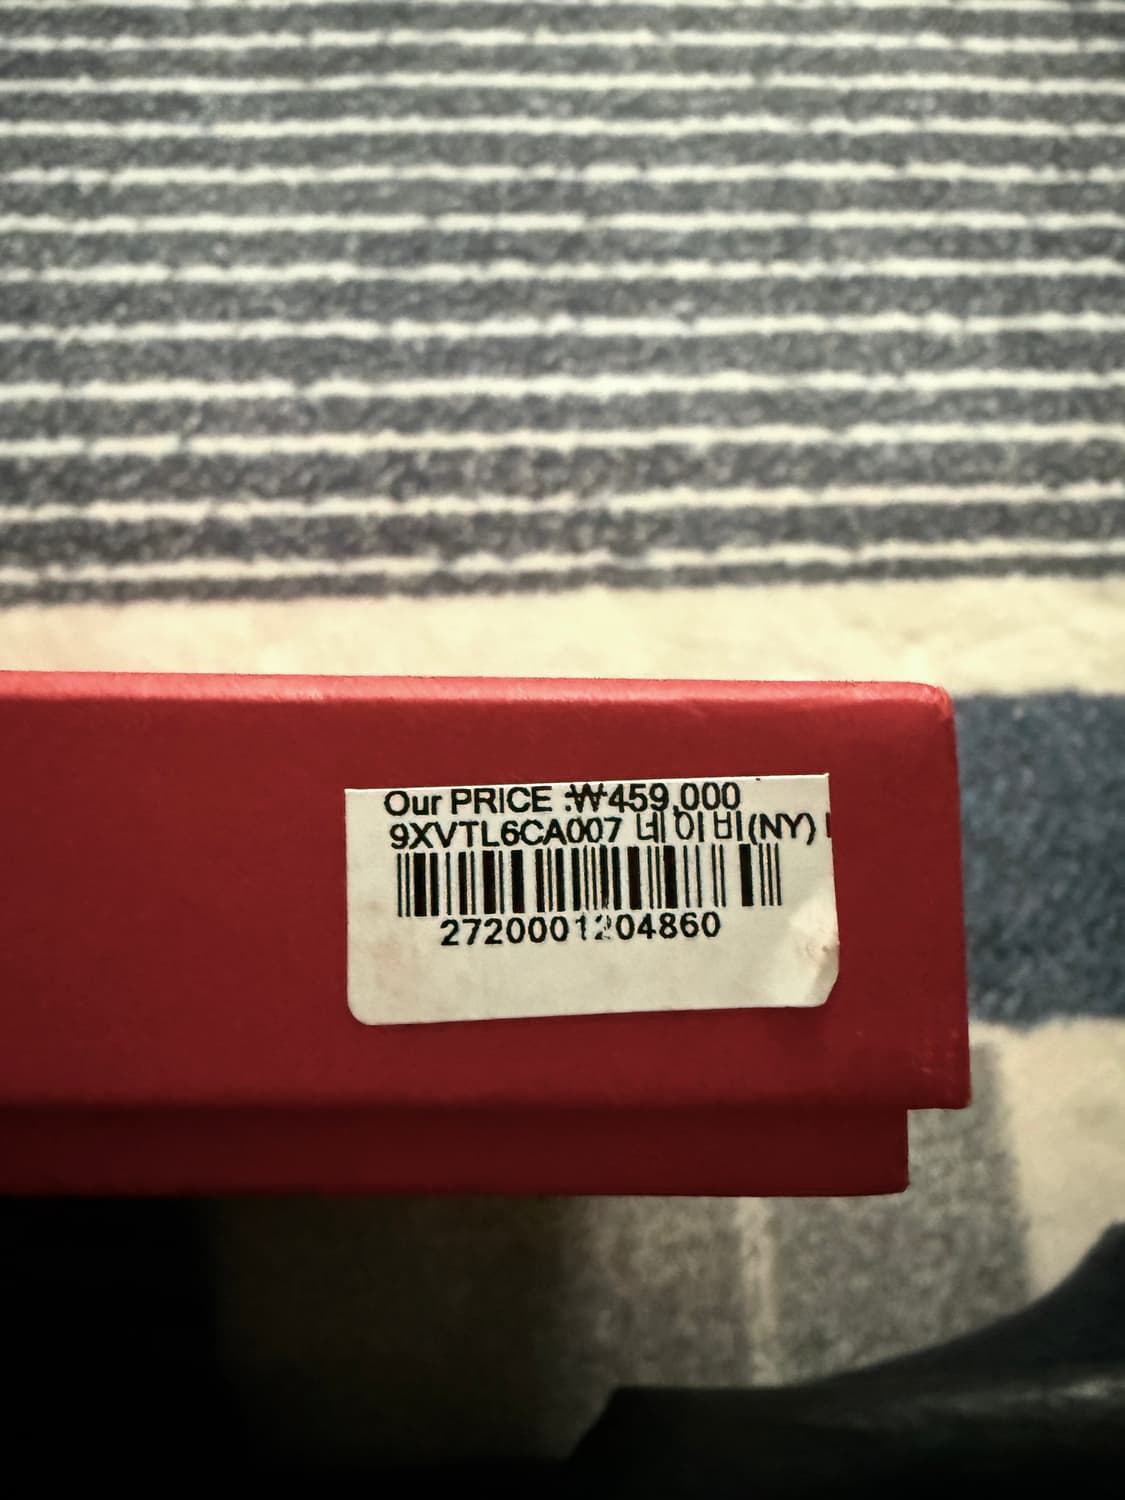 Our PRICE :₩459,000
9XVTL6CA007 네이비(NY)
2720001204860